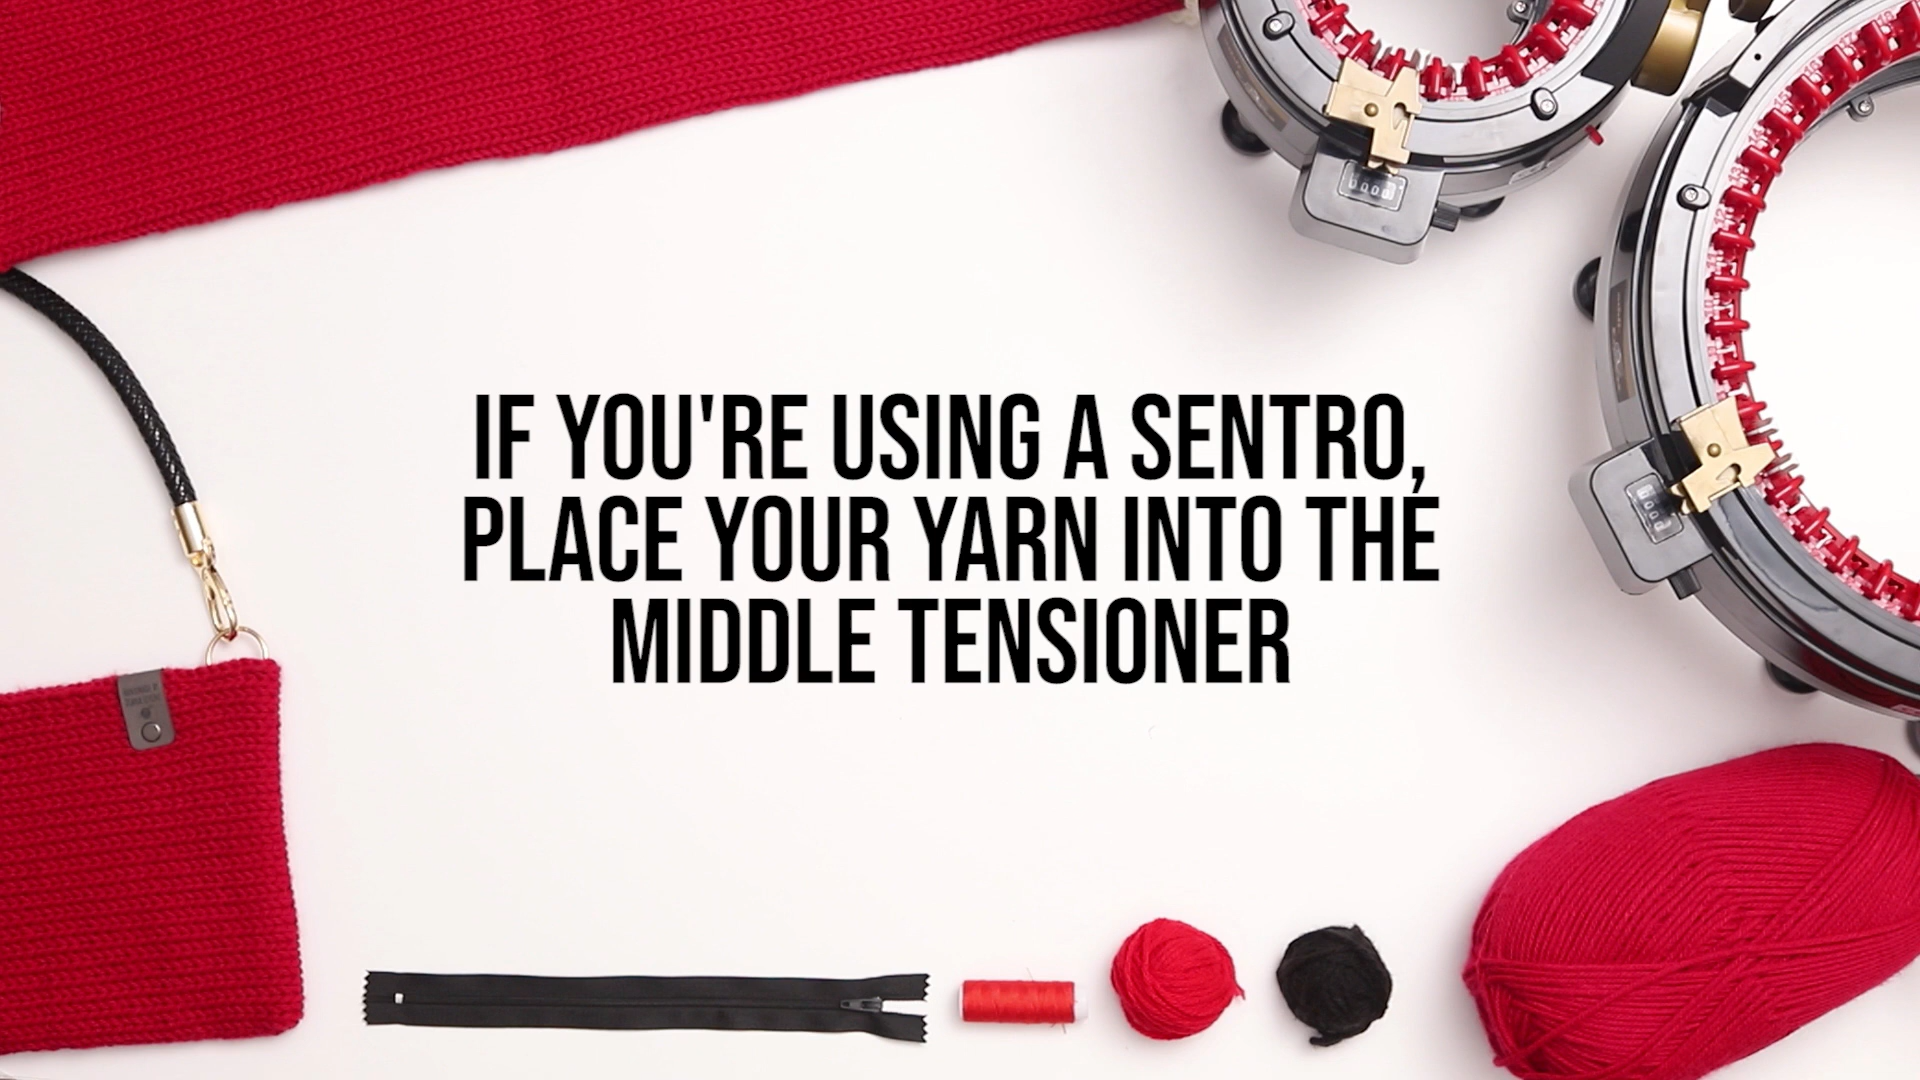 IF YOU'RE USING A SENTRO,
PLACE YOUR YARN INTO THE
MIDDLE TENSIONER